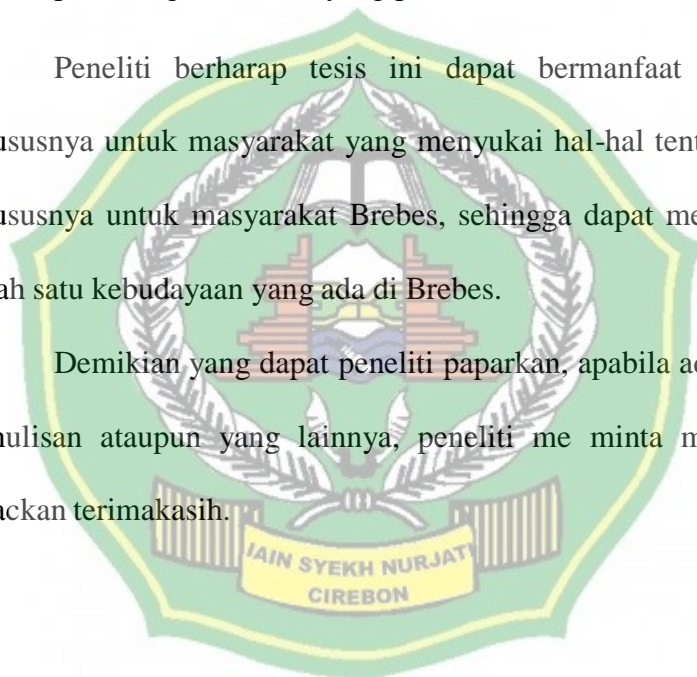 Peneliti berharap tesis ini dapat bermanfaat
ususnya untuk masyarakat yang menyukai hal-hal tent
ususnya untuk masyarakat Brebes, sehingga dapat me
ah satu kebudayaan yang ada di Brebes.
Demikian yang dapat peneliti paparkan, apabila a
nulisan ataupun yang lainnya, peneliti me minta m
ackan terimakasih.
IAIN SYEKH NURJATI
CIREBON